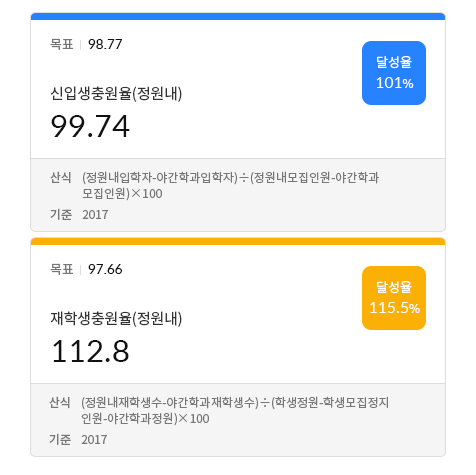 목표 | 98.77
달성율
101%
신입생충원율(정원내)
99.74
산식 (정원내입학자-야간학과입학자)÷(정원내모집인원-야간학과
모집인원)×100
기준 2017
목표 | 97.66
달성율
115.5%
재학생충원율(정원내)
112.8
산식 (정원내재학생수-야간학과재학생수)÷(학생정원-학생모집정지
인원-야간학과정원)×100
기준 2017